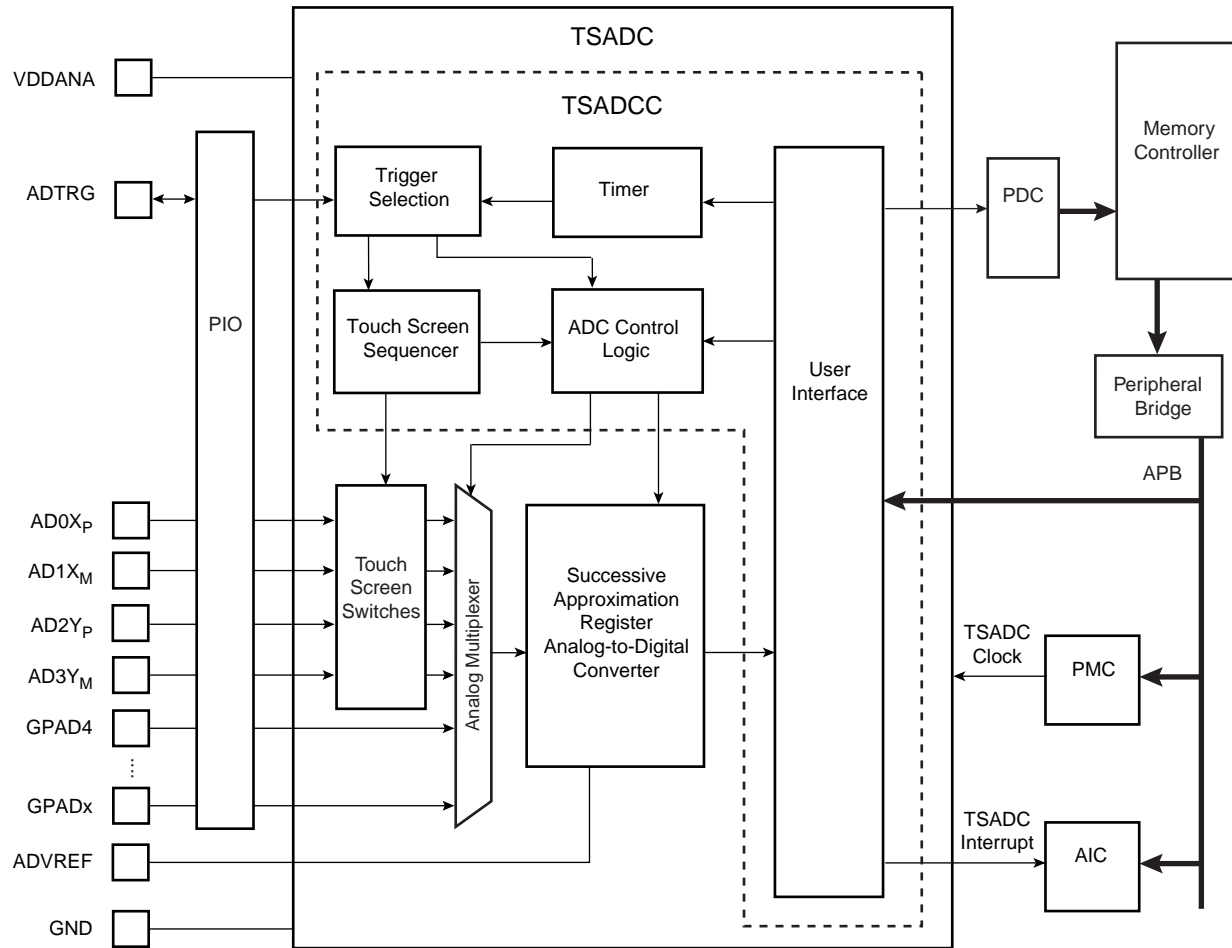 TSADC
VDDANA
TSADCC
Memory
Controller
Trigger
Selection
Timer
PDC
ADTRG
PIO
Touch Screen
Sequencer
ADC Control
Logic
User
Interface
Peripheral
Bridge
APB
AD0XP
AD1XM
AD2YP
AD3YM
GPAD4
GPADx
ADVREF
GND
Touch
Screen
Switches
Analog Multiplexer
Successive
Approximation
Register
Analog-to-Digital
Converter
TSADC
Clock
PMC
TSADC
Interrupt
AIC